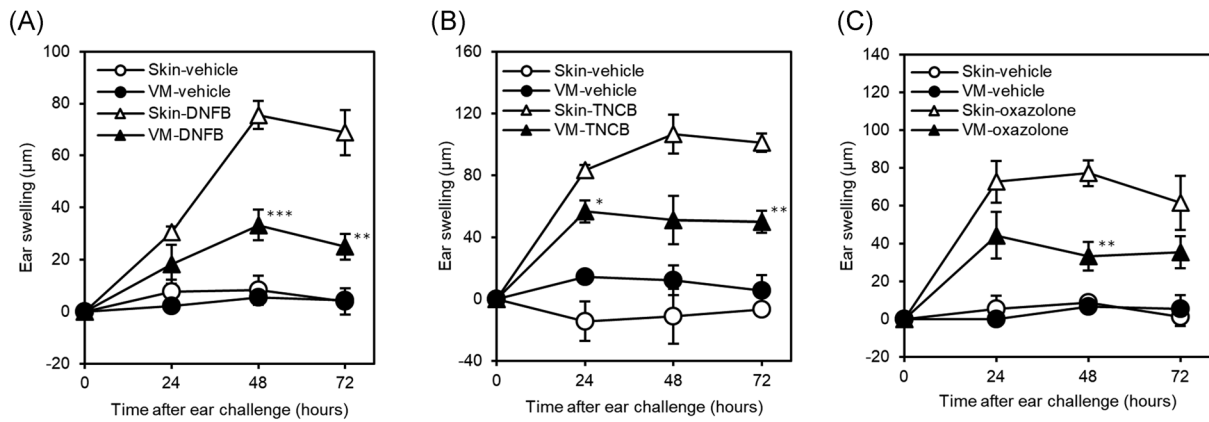 (A)
100
80
60
40
20
0
-20
Ear swelling (µm)
Skin-vehicle
VM-vehicle
Skin-DNFB
VM-DNFB
***
**
0 24 48 72
Time after ear challenge (hours)
(B)
160
120
80
40
0
-40
Ear swelling (µm)
Skin-vehicle
VM-vehicle
Skin-TNCB
VM-TNCB
*
**
0 24 48 72
Time after ear challenge (hours)
(C)
140
120
100
80
60
40
20
0
-20
Ear swelling (µm)
Skin-vehicle
VM-vehicle
Skin-oxazolone
VM-oxazolone
**
0 24 48 72
Time after ear challenge (hours)